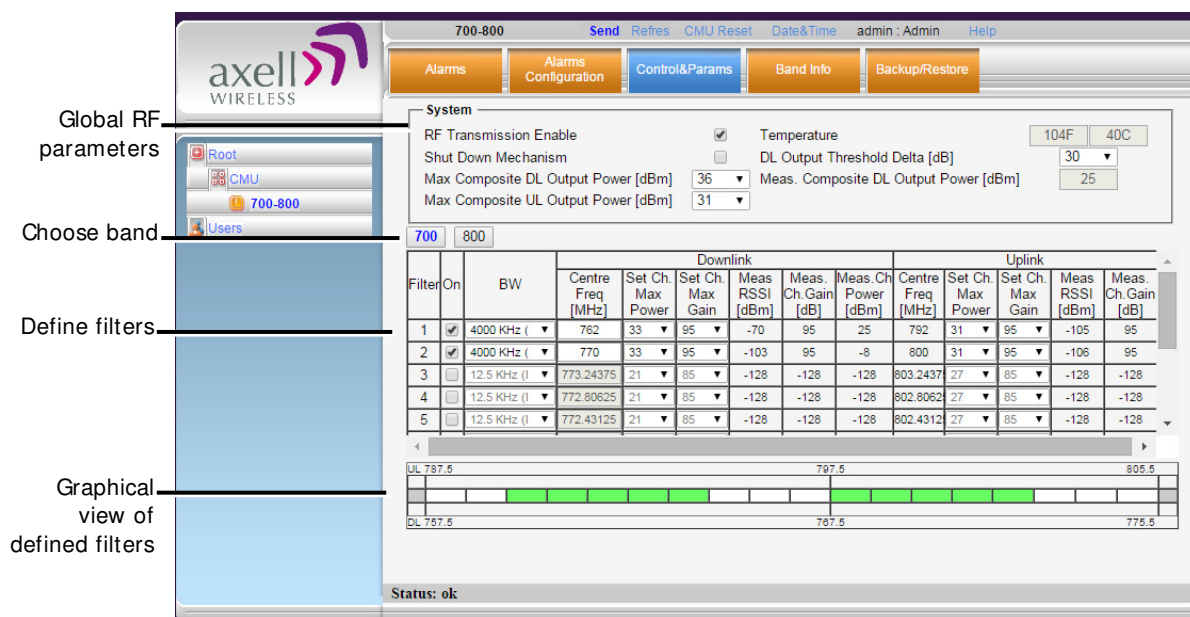 700-800 Send Refres CMU Reset Date&Time admin : Admin Help
axell
WIRELESS
Alarms Alarms Configuration Control&Params Band Info Backup/Restore
Global RF
parameters
Root
CMU
700-800
Users
System
RF Transmission Enable Temperature 104F 40C
Shut Down Mechanism DL Output Threshold Delta [dB] 30
Max Composite DL Output Power [dBm] 36 Meas. Composite DL Output Power [dBm] 25
Max Composite UL Output Power [dBm] 31
Choose band
700 800
Downlink Uplink
Filter On BW Centre Freq [MHz] Set Ch. Max Power Set Ch. Max Gain Meas RSSI [dBm] Meas. Ch.Gain [dB] Meas.Ch Power [dBm] Centre Freq [MHz] Set Ch. Max Power Set Ch. Max Gain Meas RSSI [dBm] Meas. Ch.Gain [dB]
Define filters
1 4000 KHz ( 762 33 95 -70 95 25 792 31 95 -105 95
2 4000 KHz ( 770 33 95 -103 95 -8 800 31 95 -106 95
3 12.5 KHz (I 773.24375 21 85 -128 -128 -128 803.2437 27 85 -128 -128
4 12.5 KHz (I 772.80625 21 85 -128 -128 -128 802.8062 27 85 -128 -128
5 12.5 KHz (I 772.43125 21 85 -128 -128 -128 802.4312 27 85 -128 -128
Graphical
view of
defined filters
UL 787.5 797.5 805.5
DL 757.5 767.5 775.5
Status: ok